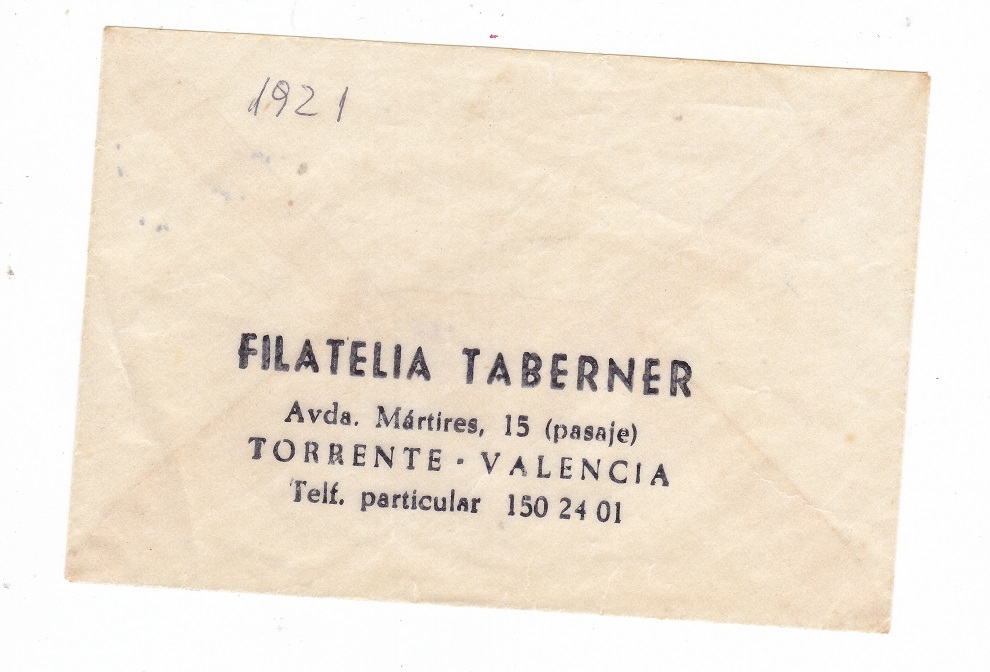 1921
FILATELIA TABERNER
Avda. Mártires, 15 (pasaje)
TORRENTE - VALENCIA
Telf. particular 150 24 01